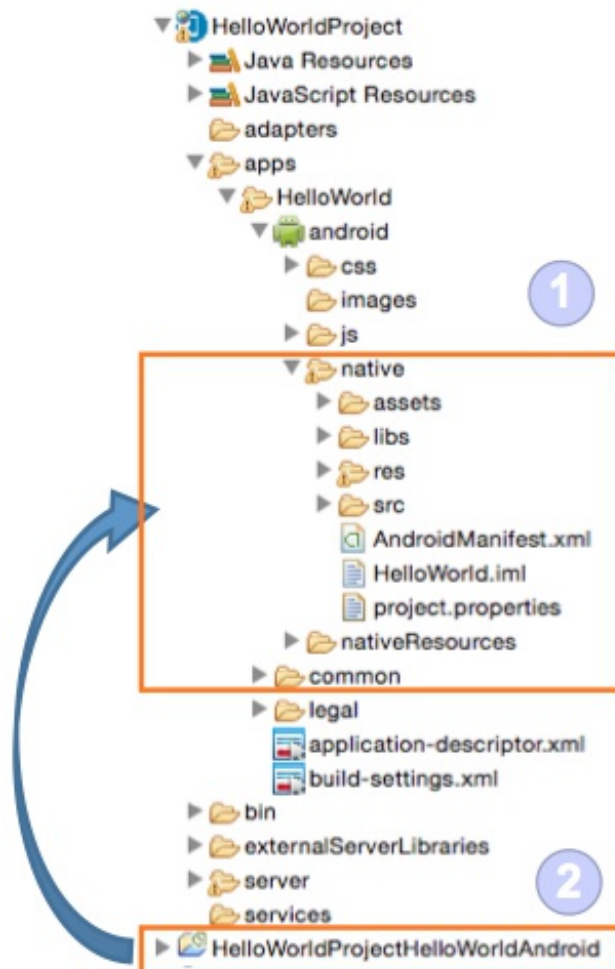 HelloWorldProject
Java Resources
JavaScript Resources
adapters
apps
HelloWorld
android
css
images
1
js
native
assets
libs
res
src
AndroidManifest.xml
HelloWorld.iml
project.properties
nativeResources
common
legal
application-descriptor.xml
build-settings.xml
bin
externalServerLibraries
server
2
services
HelloWorldProjectHelloWorldAndroid